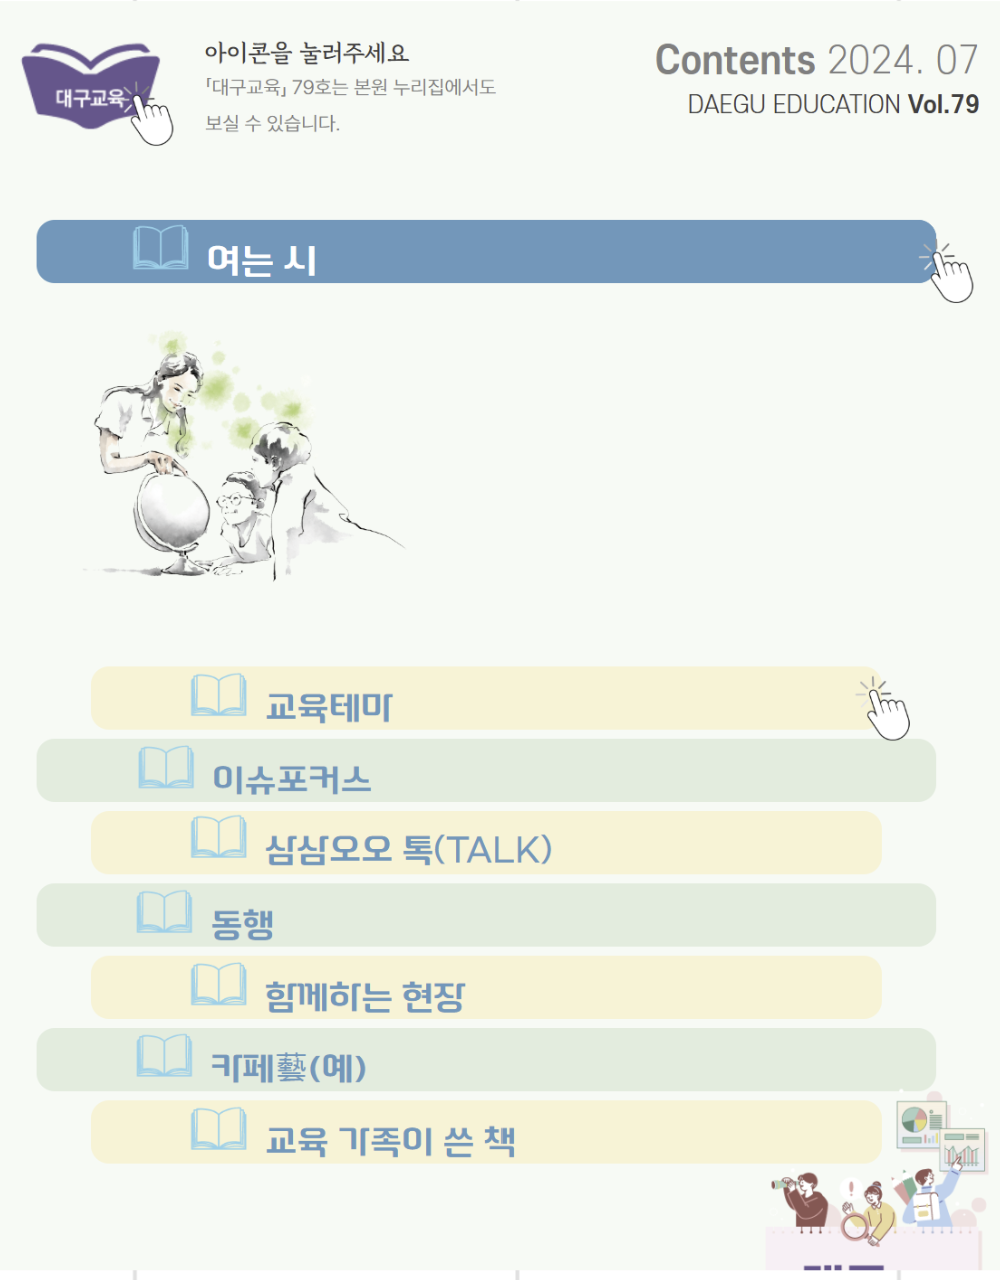 대구교육
아이콘을 눌러주세요
「대구교육」 79호는 본원 누리집에서도
보실 수 있습니다.
Contents 2024. 07
DAEGU EDUCATION Vol.79
여는 시
교육테마
이슈포커스
삼삼오오 톡(TALK)
동행
함께하는 현장
카페藝(예)
교육 가족이 쓴 책